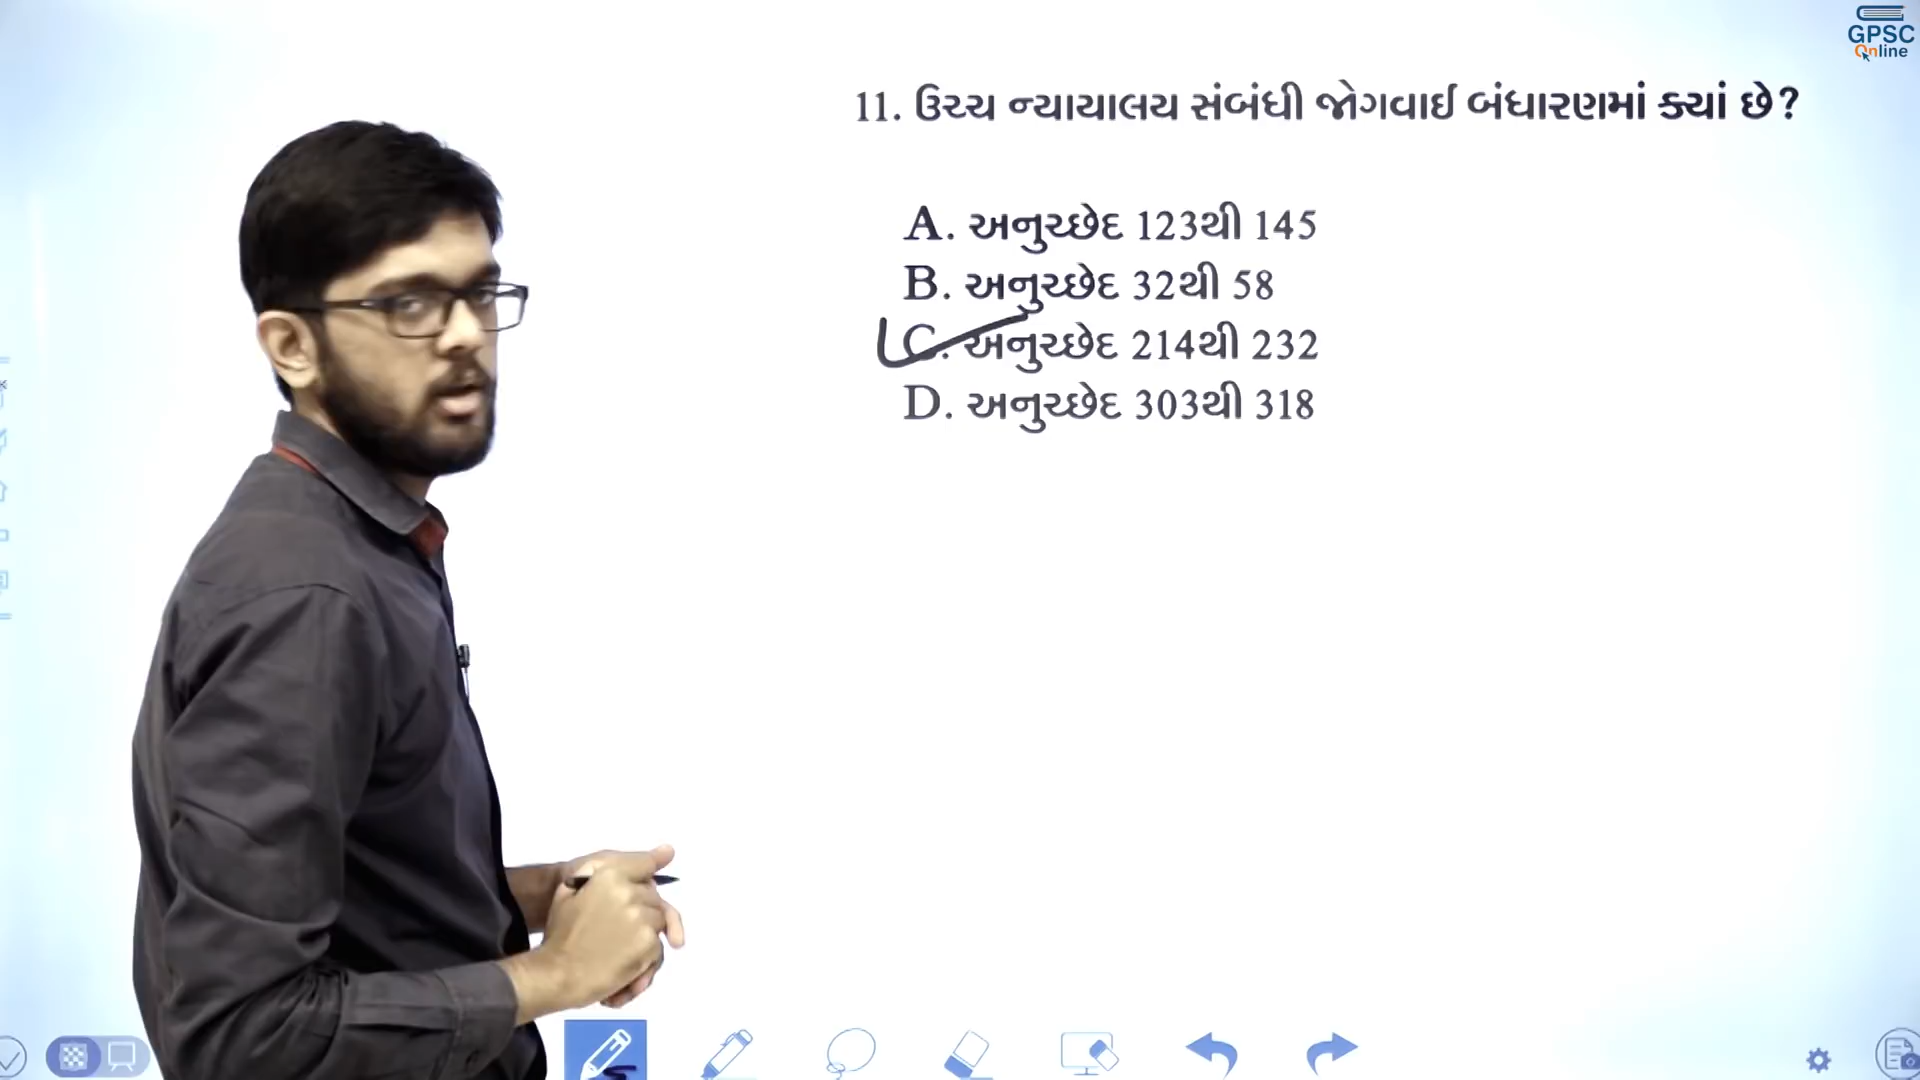 GPSC
Online
11. ઉચ્ચ ન્યાયાલય સંબંધી જોગવાઈ બંધારણમાં ક્યાં છે?
A. અનુચ્છેદ 123થી 145
B. અનુચ્છેદ 32થી 58
C. અનુચ્છેદ 214થી 232
D. અનુચ્છેદ 303થી 318